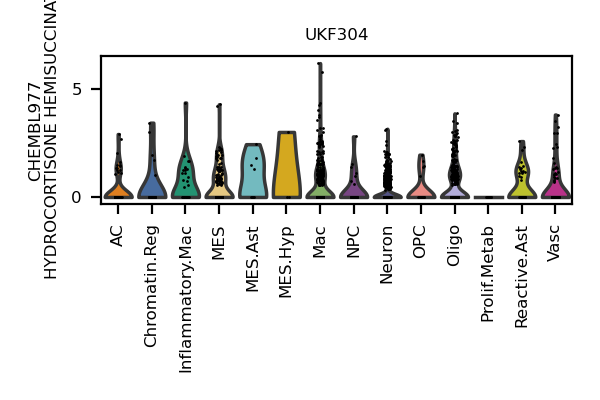 UKF304
CHEMBL977
HYDROCORTISONE HEMISUCCINAT
5
0
AC
Chromatin.Reg
Inflammatory.Mac
MES
MES.Ast
MES.Hyp
Mac
NPC
Neuron
OPC
Oligo
Prolif.Metab
Reactive.Ast
Vasc